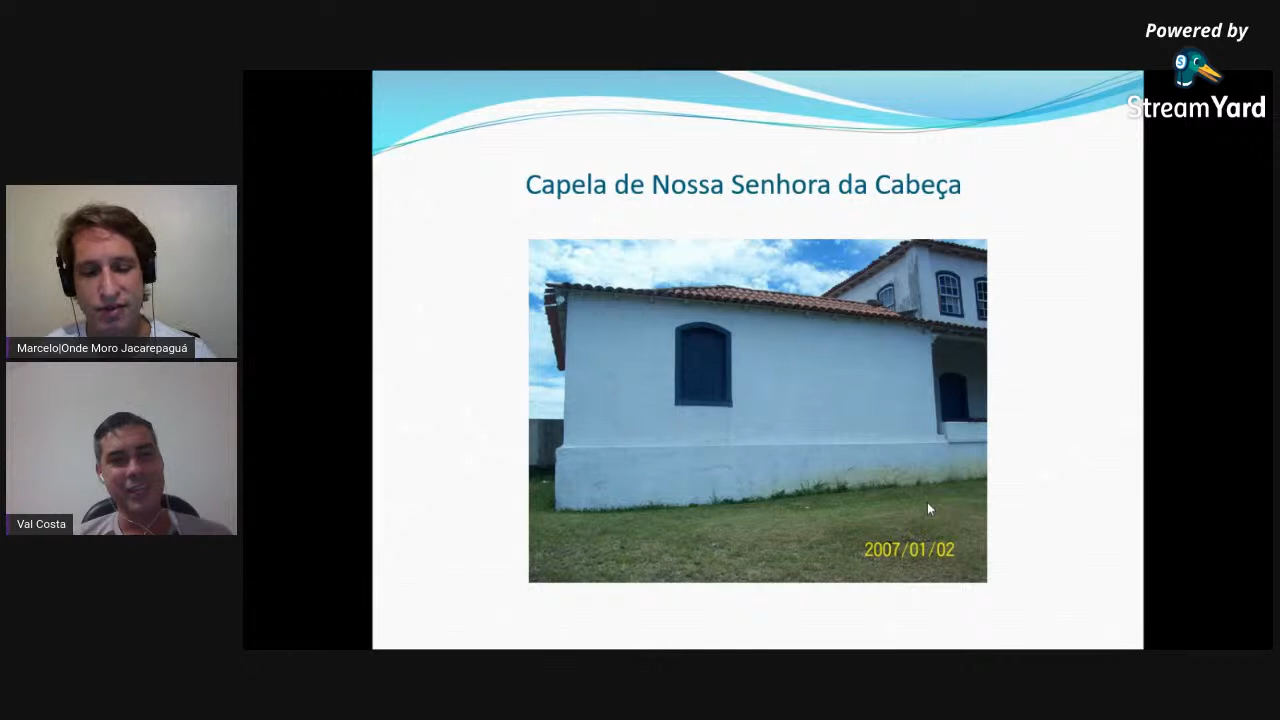 Powered by
StreamYard
Capela de Nossa Senhora da Cabeça
Marcelo|Onde Moro Jacarepaguá
Val Costa
2007/01/02